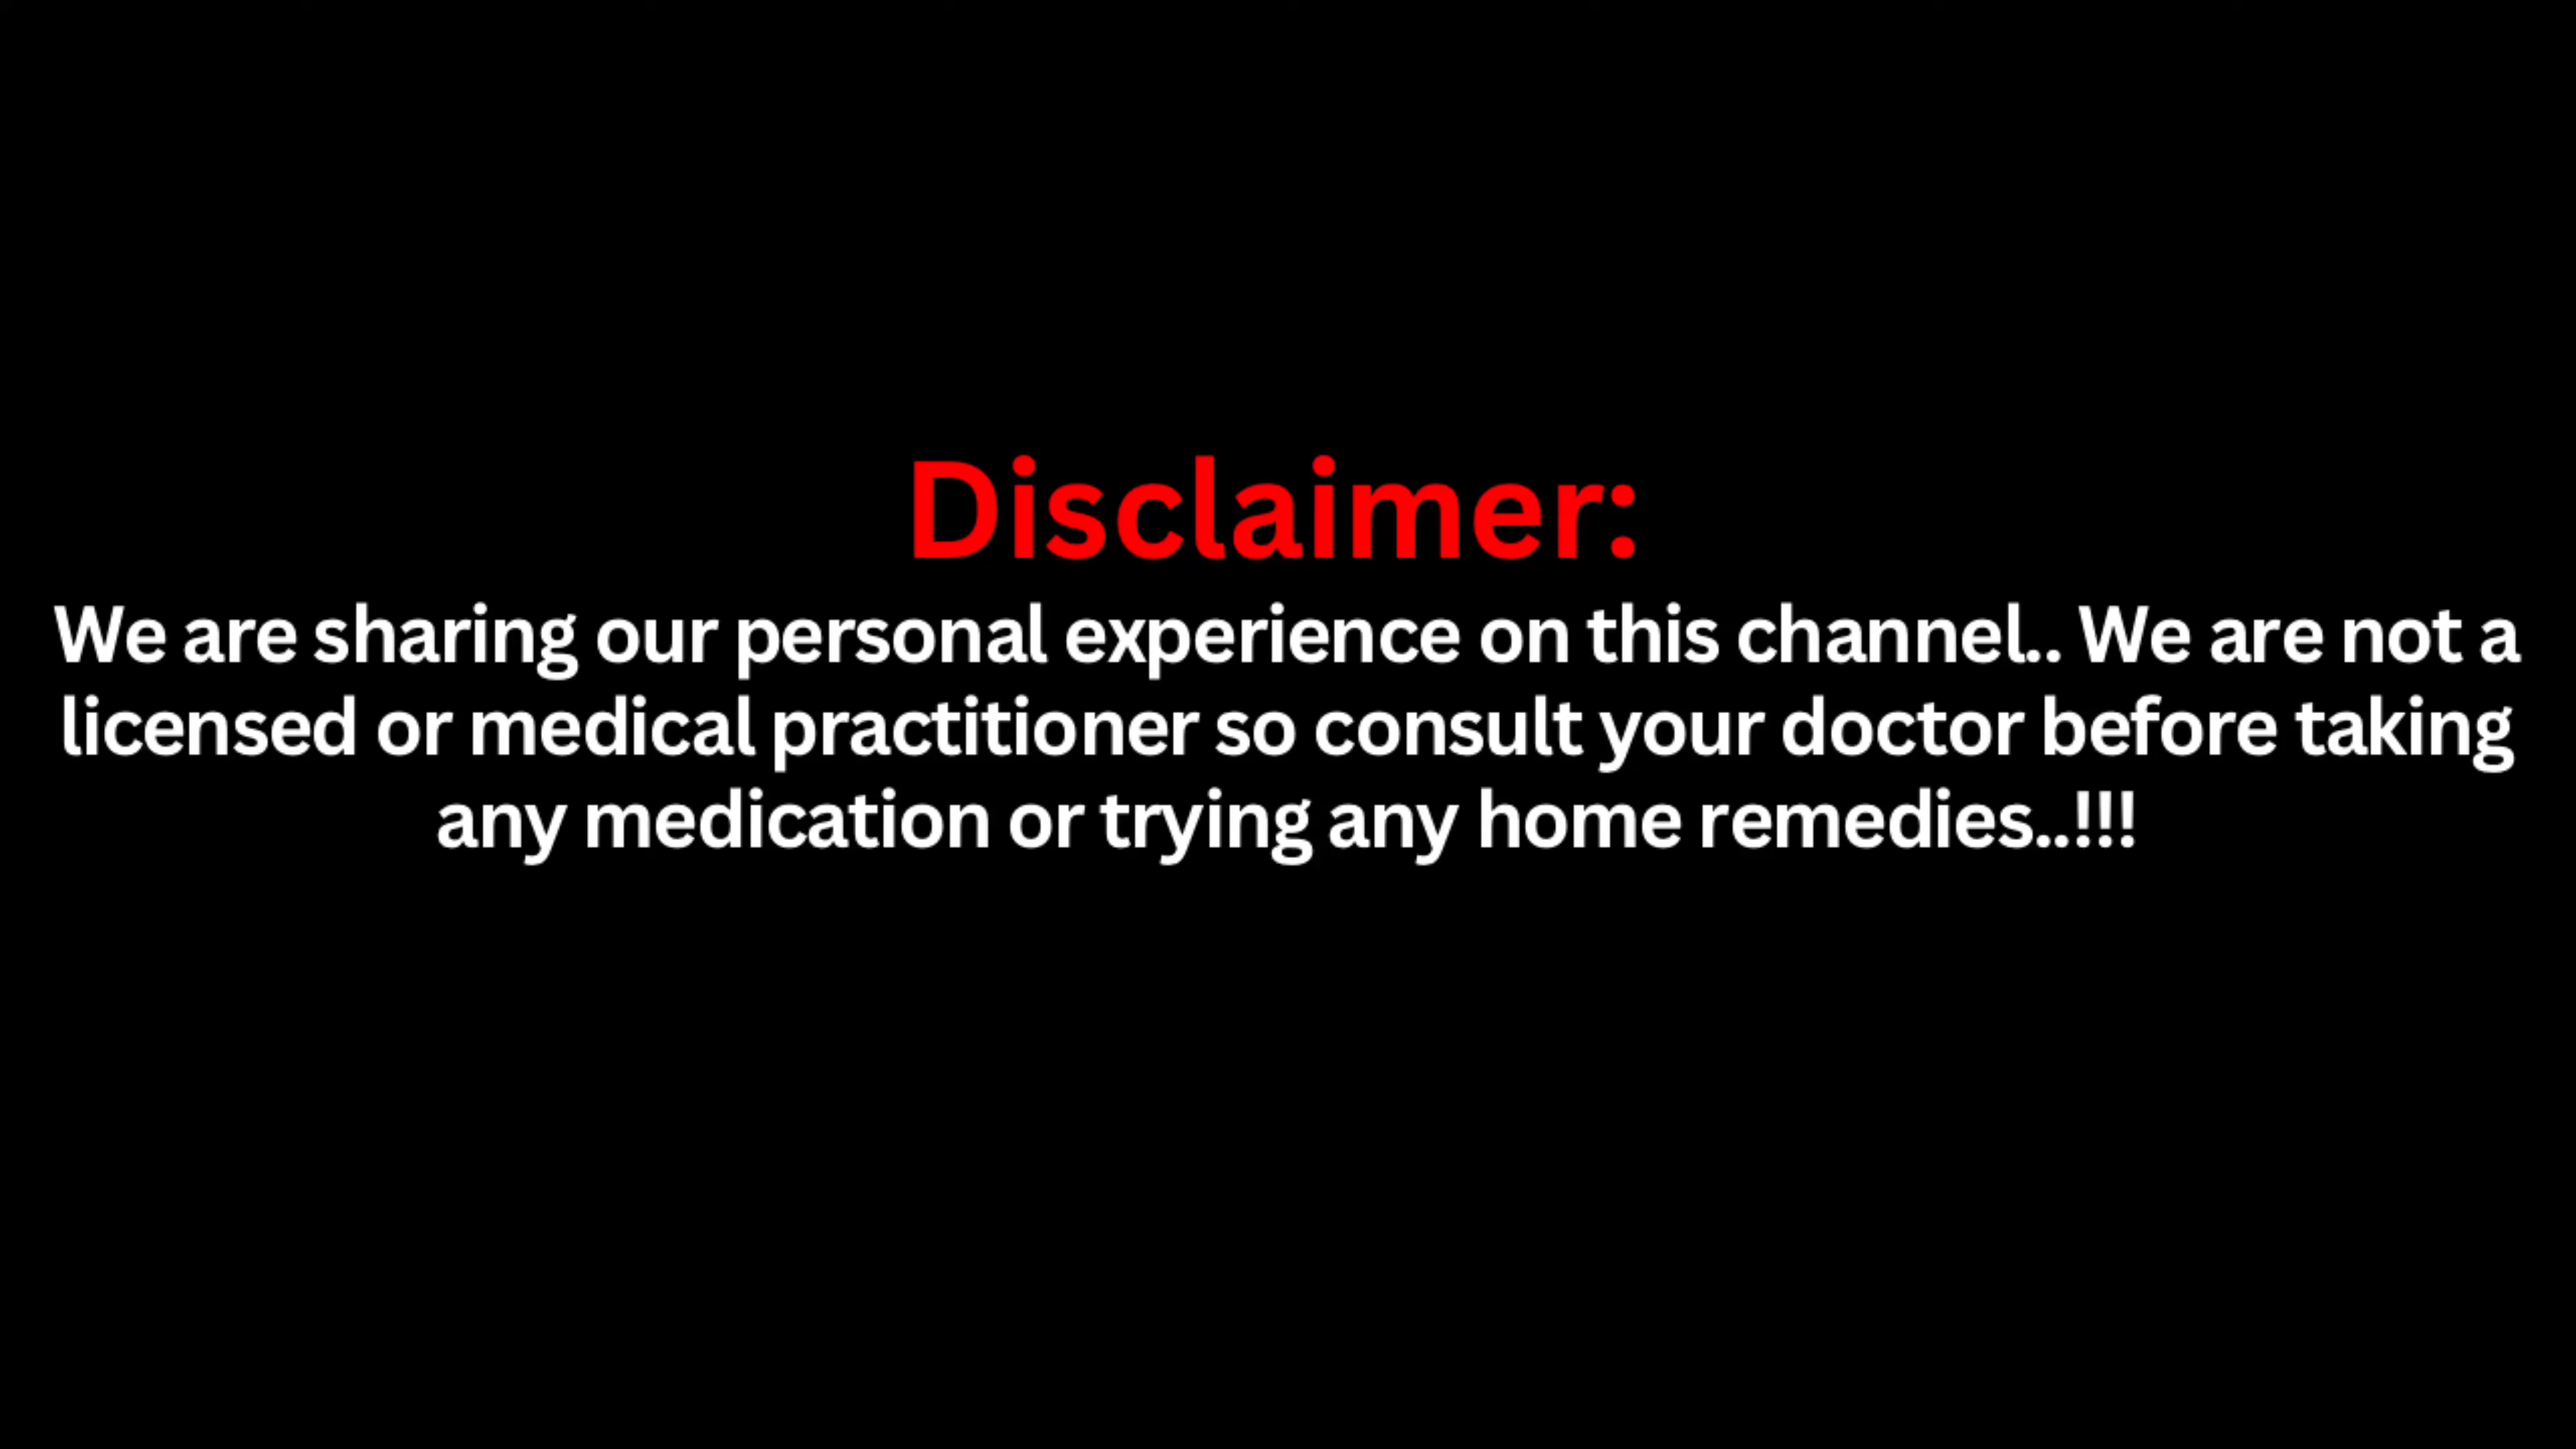 Disclaimer:
We are sharing our personal experience on this channel.. We are not a
licensed or medical practitioner so consult your doctor before taking
any medication or trying any home remedies..!!!